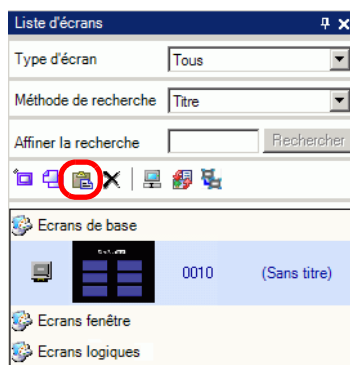 Liste d'écrans
Type d'écran Tous
Méthode de recherche Titre
Affiner la recherche Rechercher
Ecrans de base
0010 (Sans titre)
Ecrans fenêtre
Ecrans logiques